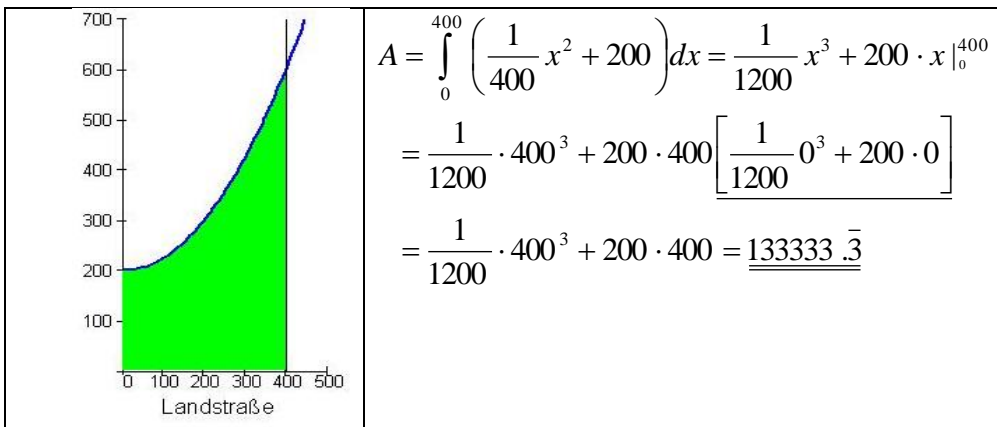 700
600
500
400
300
200
100
0 100 200 300 400 500
Landstraße
A = ∫₀⁴⁰⁰ (1/400 x² + 200) dx = 1/1200 x³ + 200 · x |₀⁴⁰⁰
= 1/1200 · 400³ + 200 · 400 [1/1200 0³ + 200 · 0]
= 1/1200 · 400³ + 200 · 400 = 133333 .3̅